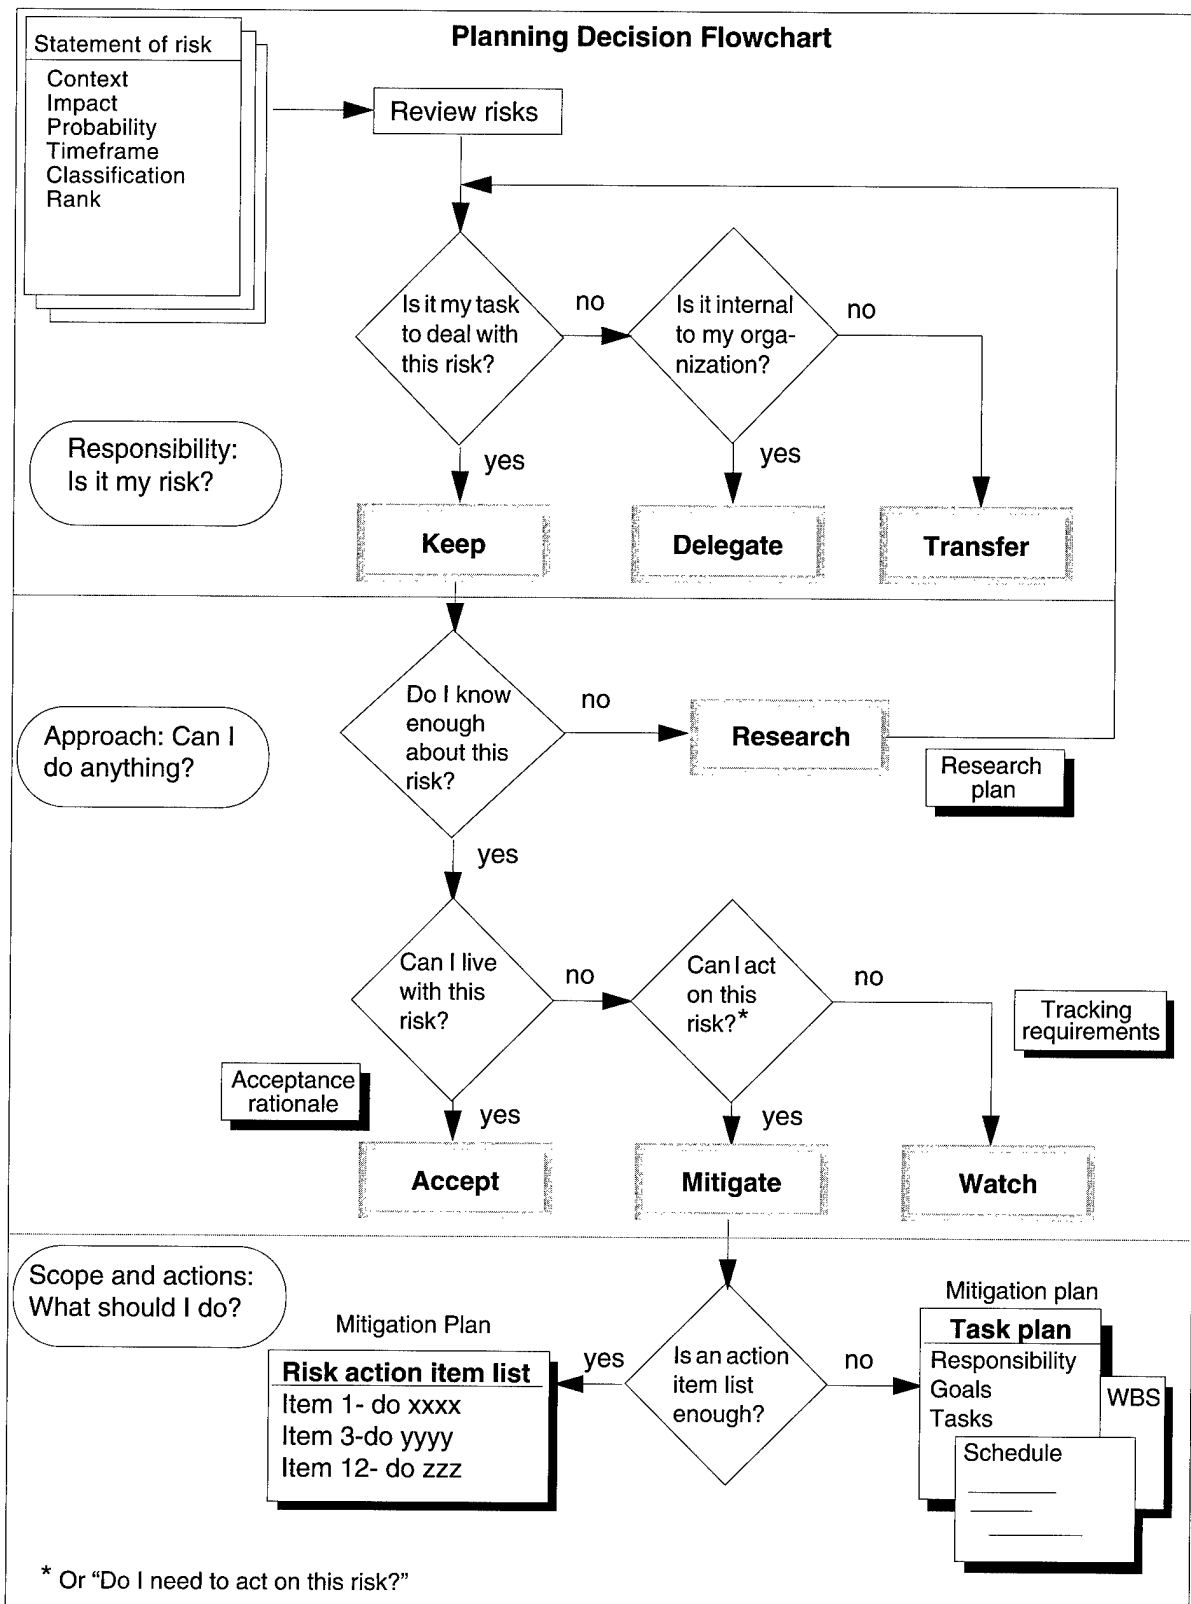 Planning Decision Flowchart
Statement of risk
Context
Impact
Probability
Timeframe
Classification
Rank
Review risks
Is it my task
to deal with
this risk?
no
Is it internal
to my orga-
nization?
no
Responsibility:
Is it my risk?
yes
yes
Keep
Delegate
Transfer
Do I know
enough
about this
risk?
no
Research
Approach: Can I
do anything?
Research
plan
yes
Can I live
with this
risk?
no
Can I act
on this
risk?*
no
Tracking
requirements
Acceptance
rationale
yes
yes
Accept
Mitigate
Watch
Scope and actions:
What should I do?
Mitigation Plan
Risk action item list
Item 1- do xxxx
Item 3-do yyyy
Item 12- do zzz
yes
Is an action
item list
enough?
no
Mitigation plan
Task plan
Responsibility
Goals
Tasks
WBS
Schedule
* Or “Do I need to act on this risk?”